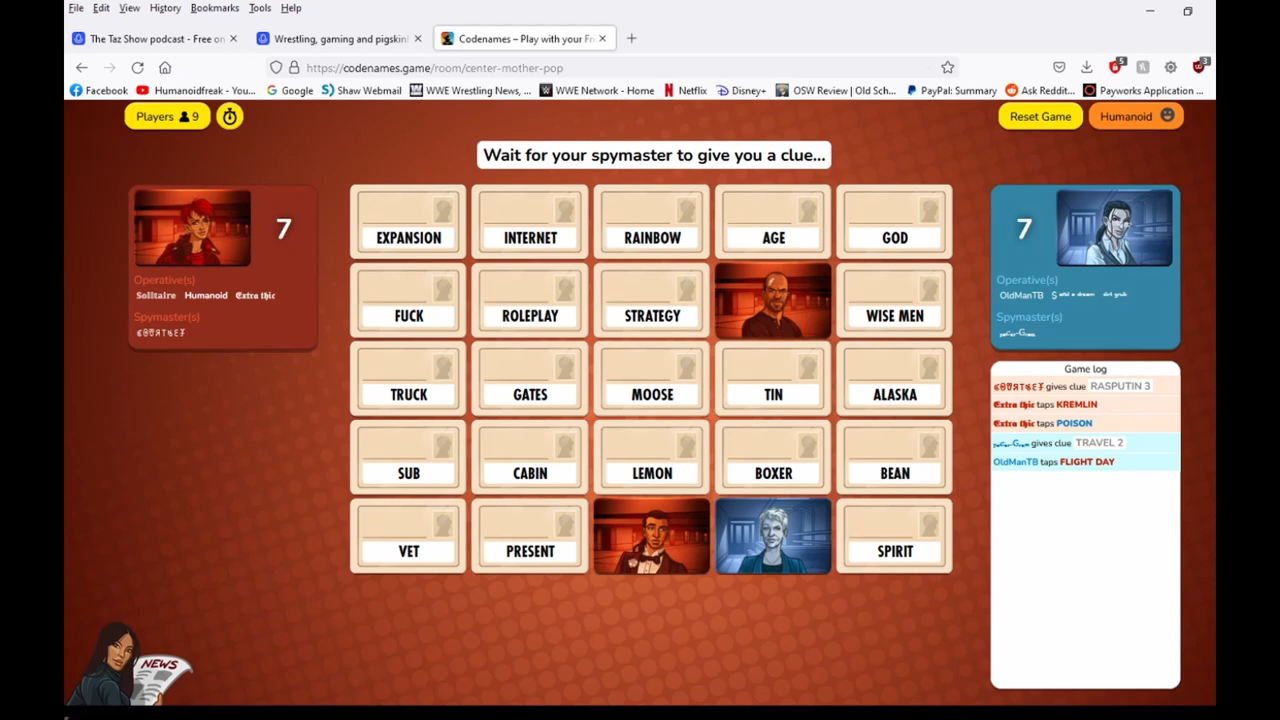 File Edit View History Bookmarks Tools Help
The Taz Show podcast - Free on Wrestling, gaming and pigskin! Codenames – Play with your Fri
https://codenames.game/room/center-mother-pop 5 3
Facebook Humanoidfreak - You... Google Shaw Webmail WWE Wrestling News, ... WWE Network - Home Netflix Disney+ OSW Review | Old Sch... PayPal: Summary Ask Reddit... Payworks Application ...
Players 9 Reset Game Humanoid
Wait for your spymaster to give you a clue...
7 7
EXPANSION INTERNET RAINBOW AGE GOD
Operative(s) Operative(s)
Solitaire Humanoid Extra thic OldManTB
Spymaster(s) Spymaster(s)
FUCK ROLEPLAY STRATEGY WISE MEN
Game log
gives clue RASPUTIN 3
TRUCK GATES MOOSE TIN ALASKA
Extra thic taps KREMLIN
Extra thic taps POISON
gives clue TRAVEL 2
OldManTB taps FLIGHT DAY
SUB CABIN LEMON BOXER BEAN
VET PRESENT SPIRIT
NEWS